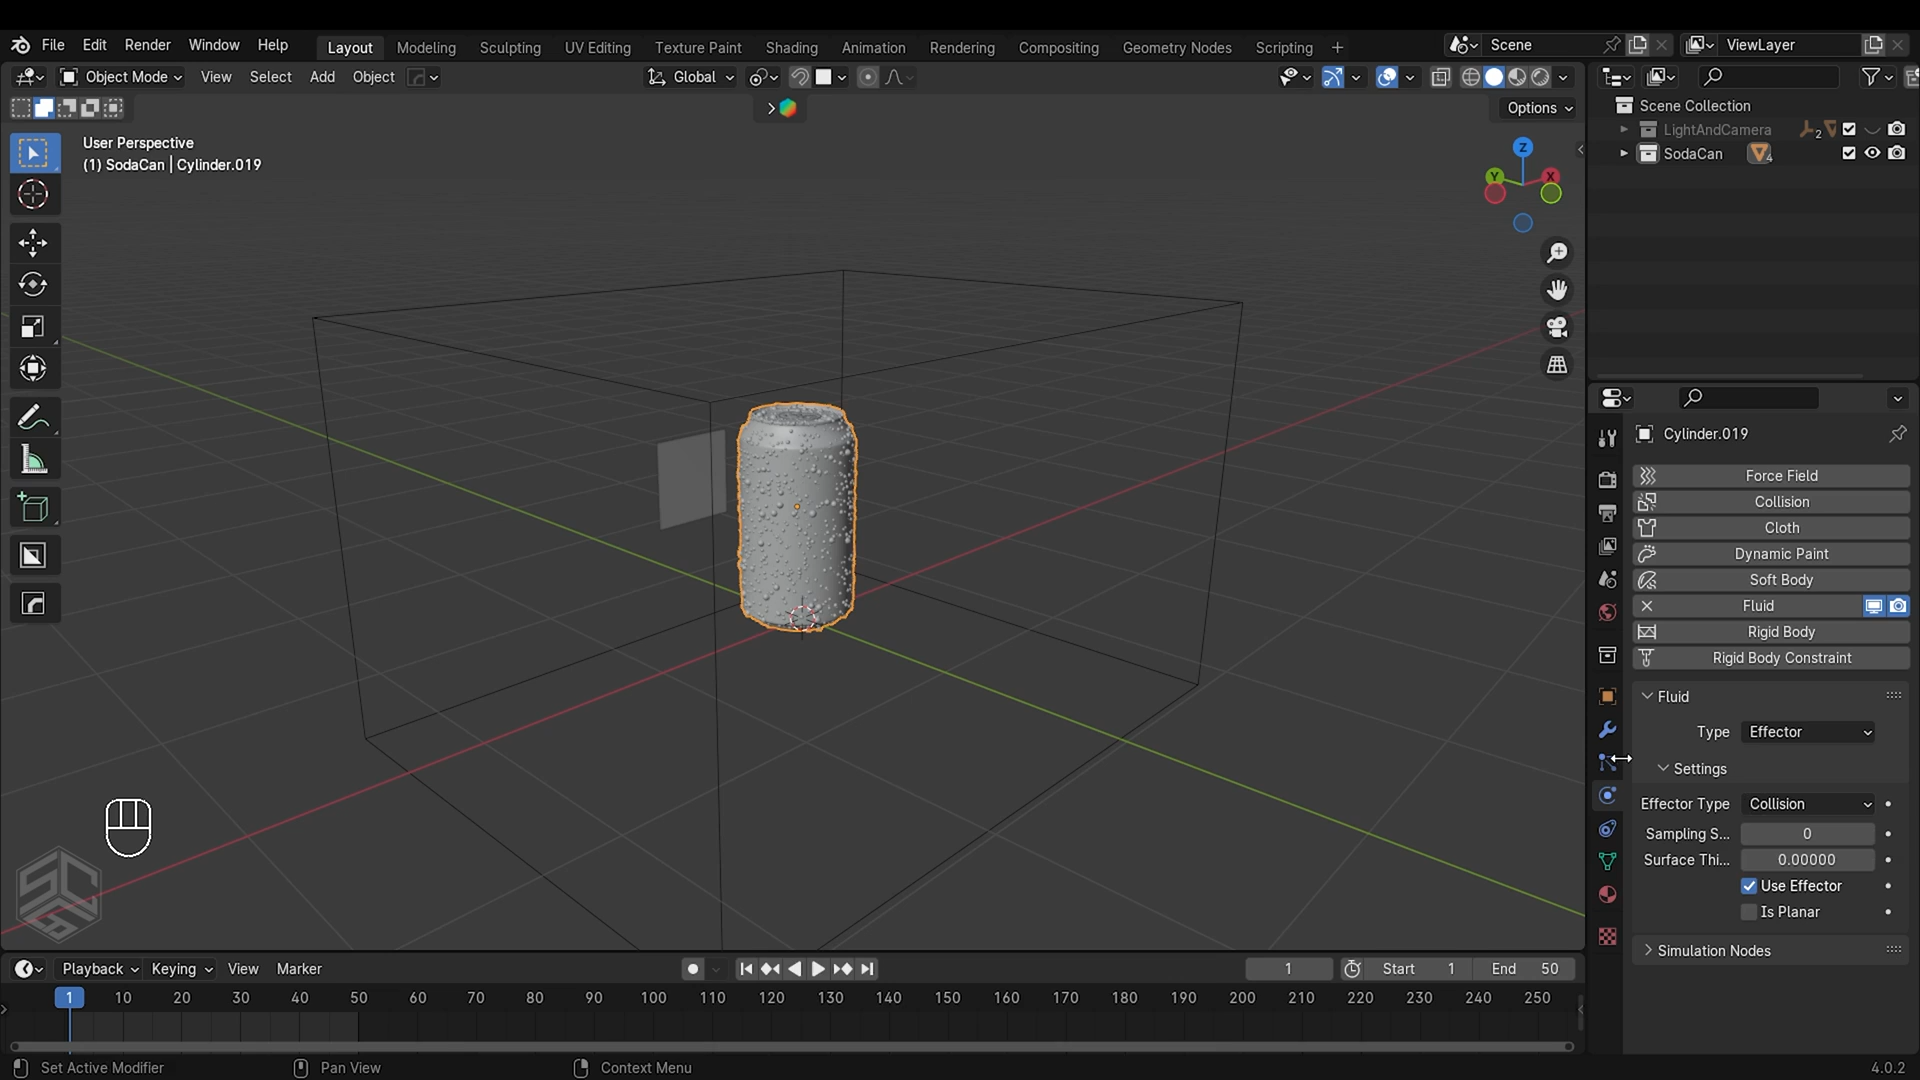 File Edit Render Window Help Layout Modeling Sculpting UV Editing Texture Paint Shading Animation Rendering Compositing Geometry Nodes Scripting + Scene ViewLayer
Object Mode View Select Add Object Global
Options
User Perspective
(1) SodaCan | Cylinder.019
Z
Y X
Scene Collection
LightAndCamera 2
SodaCan 4
Cylinder.019
Force Field
Collision
Cloth
Dynamic Paint
Soft Body
Fluid
Rigid Body
Rigid Body Constraint
Fluid
Type Effector
Settings
Effector Type Collision
Sampling S... 0
Surface Thi... 0.00000
Use Effector
Is Planar
Simulation Nodes
Playback Keying View Marker 1 Start 1 End 50
1 10 20 30 40 50 60 70 80 90 100 110 120 130 140 150 160 170 180 190 200 210 220 230 240 250
Set Active Modifier Pan View Context Menu 4.0.2